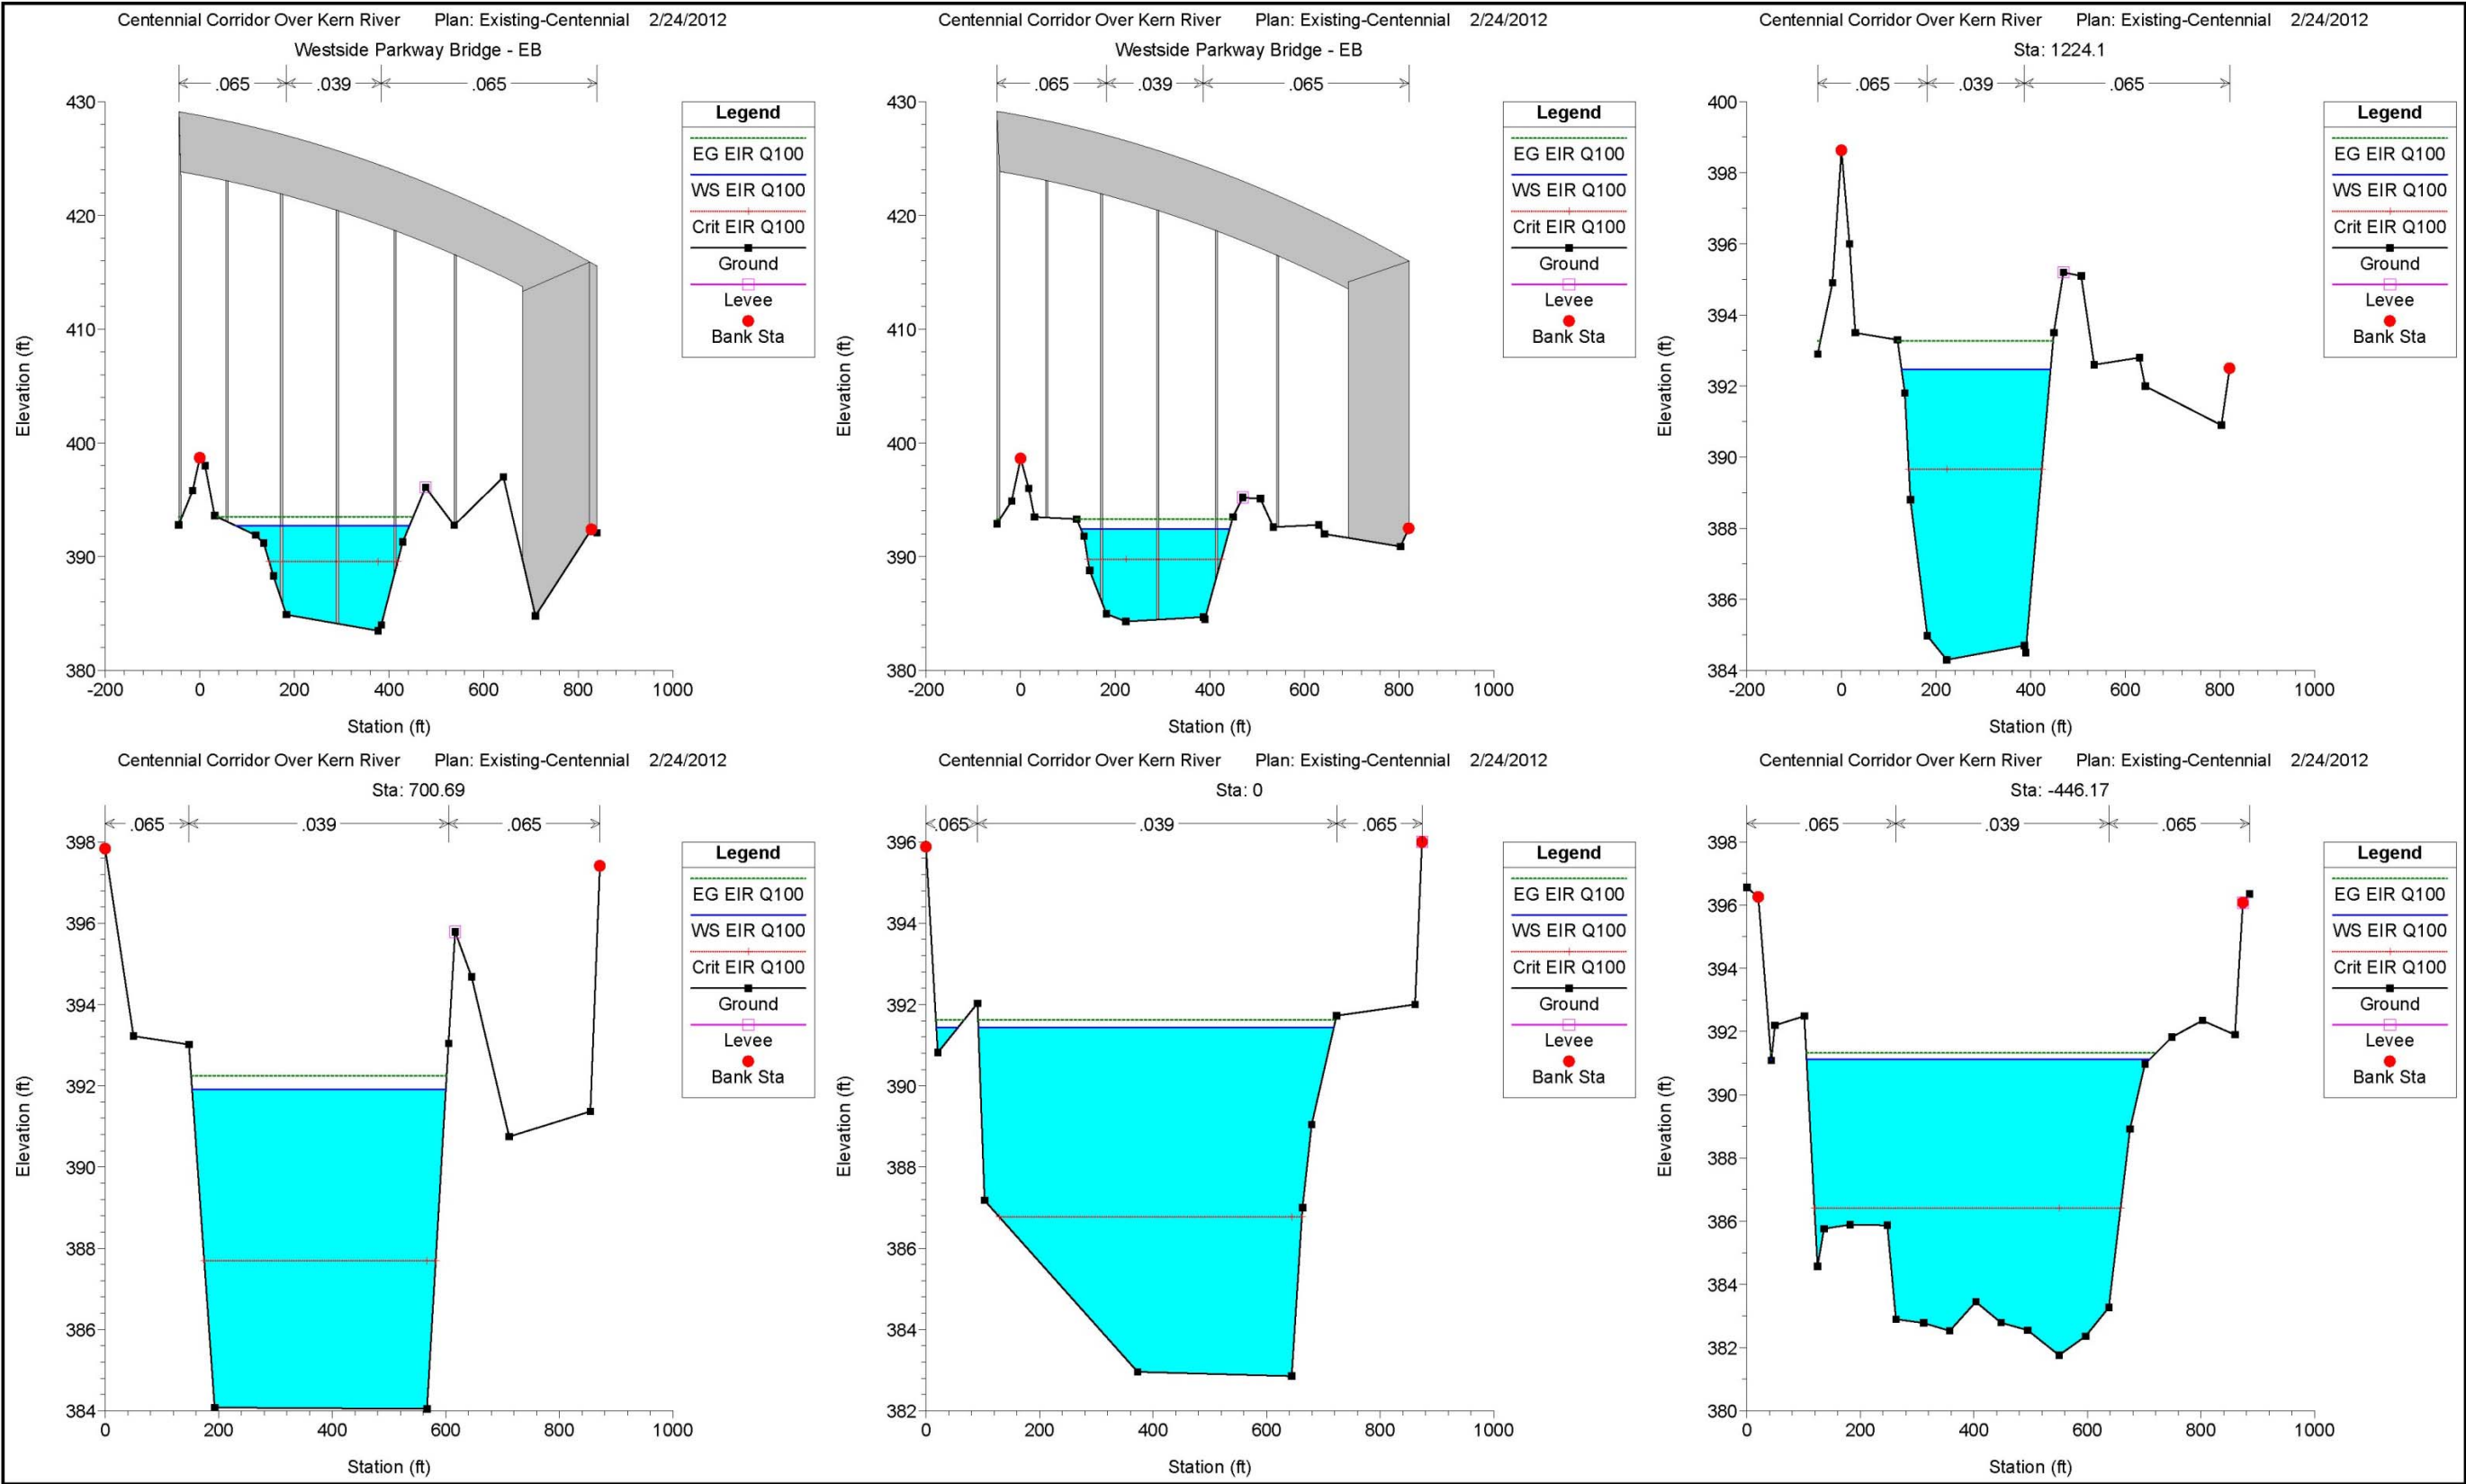 Centennial Corridor Over Kern River Plan: Existing-Centennial 2/24/2012
Westside Parkway Bridge - EB
.065 .039 .065
430
420
410
400
390
380
-200 0 200 400 600 800 1000
Elevation (ft)
Station (ft)
Legend
EG EIR Q100
WS EIR Q100
Crit EIR Q100
Ground
Levee
Bank Sta
Centennial Corridor Over Kern River Plan: Existing-Centennial 2/24/2012
Westside Parkway Bridge - EB
.065 .039 .065
430
420
410
400
390
380
-200 0 200 400 600 800 1000
Elevation (ft)
Station (ft)
Legend
EG EIR Q100
WS EIR Q100
Crit EIR Q100
Ground
Levee
Bank Sta
Centennial Corridor Over Kern River Plan: Existing-Centennial 2/24/2012
Sta: 1224.1
.065 .039 .065
400
398
396
394
392
390
388
386
384
-200 0 200 400 600 800 1000
Elevation (ft)
Station (ft)
Legend
EG EIR Q100
WS EIR Q100
Crit EIR Q100
Ground
Levee
Bank Sta
Centennial Corridor Over Kern River Plan: Existing-Centennial 2/24/2012
Sta: 700.69
.065 .039 .065
398
396
394
392
390
388
386
384
0 200 400 600 800 1000
Elevation (ft)
Station (ft)
Legend
EG EIR Q100
WS EIR Q100
Crit EIR Q100
Ground
Levee
Bank Sta
Centennial Corridor Over Kern River Plan: Existing-Centennial 2/24/2012
Sta: 0
.065 .039 .065
396
394
392
390
388
386
384
382
0 200 400 600 800 1000
Elevation (ft)
Station (ft)
Legend
EG EIR Q100
WS EIR Q100
Crit EIR Q100
Ground
Levee
Bank Sta
Centennial Corridor Over Kern River Plan: Existing-Centennial 2/24/2012
Sta: -446.17
.065 .039 .065
398
396
394
392
390
388
386
384
382
380
0 200 400 600 800 1000
Elevation (ft)
Station (ft)
Legend
EG EIR Q100
WS EIR Q100
Crit EIR Q100
Ground
Levee
Bank Sta